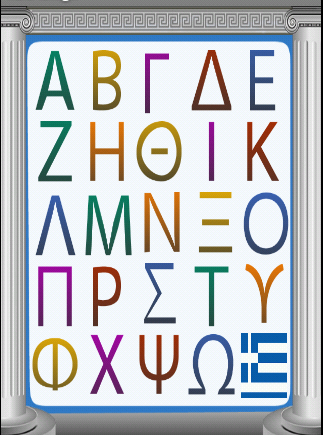 Α Β Γ Δ Ε
Ζ Η Θ Ι Κ
Λ Μ Ν Ξ Ο
Π Ρ Σ Τ Υ
Φ Χ Ψ Ω